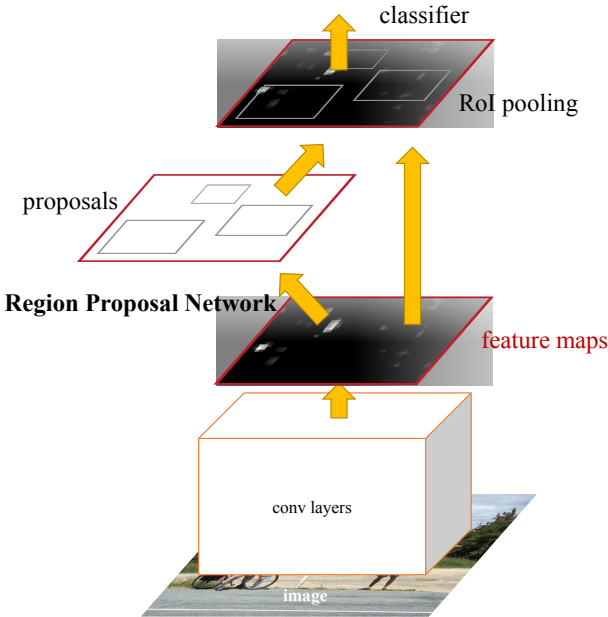 classifier
RoI pooling
proposals
Region Proposal Network
feature maps
conv layers
image